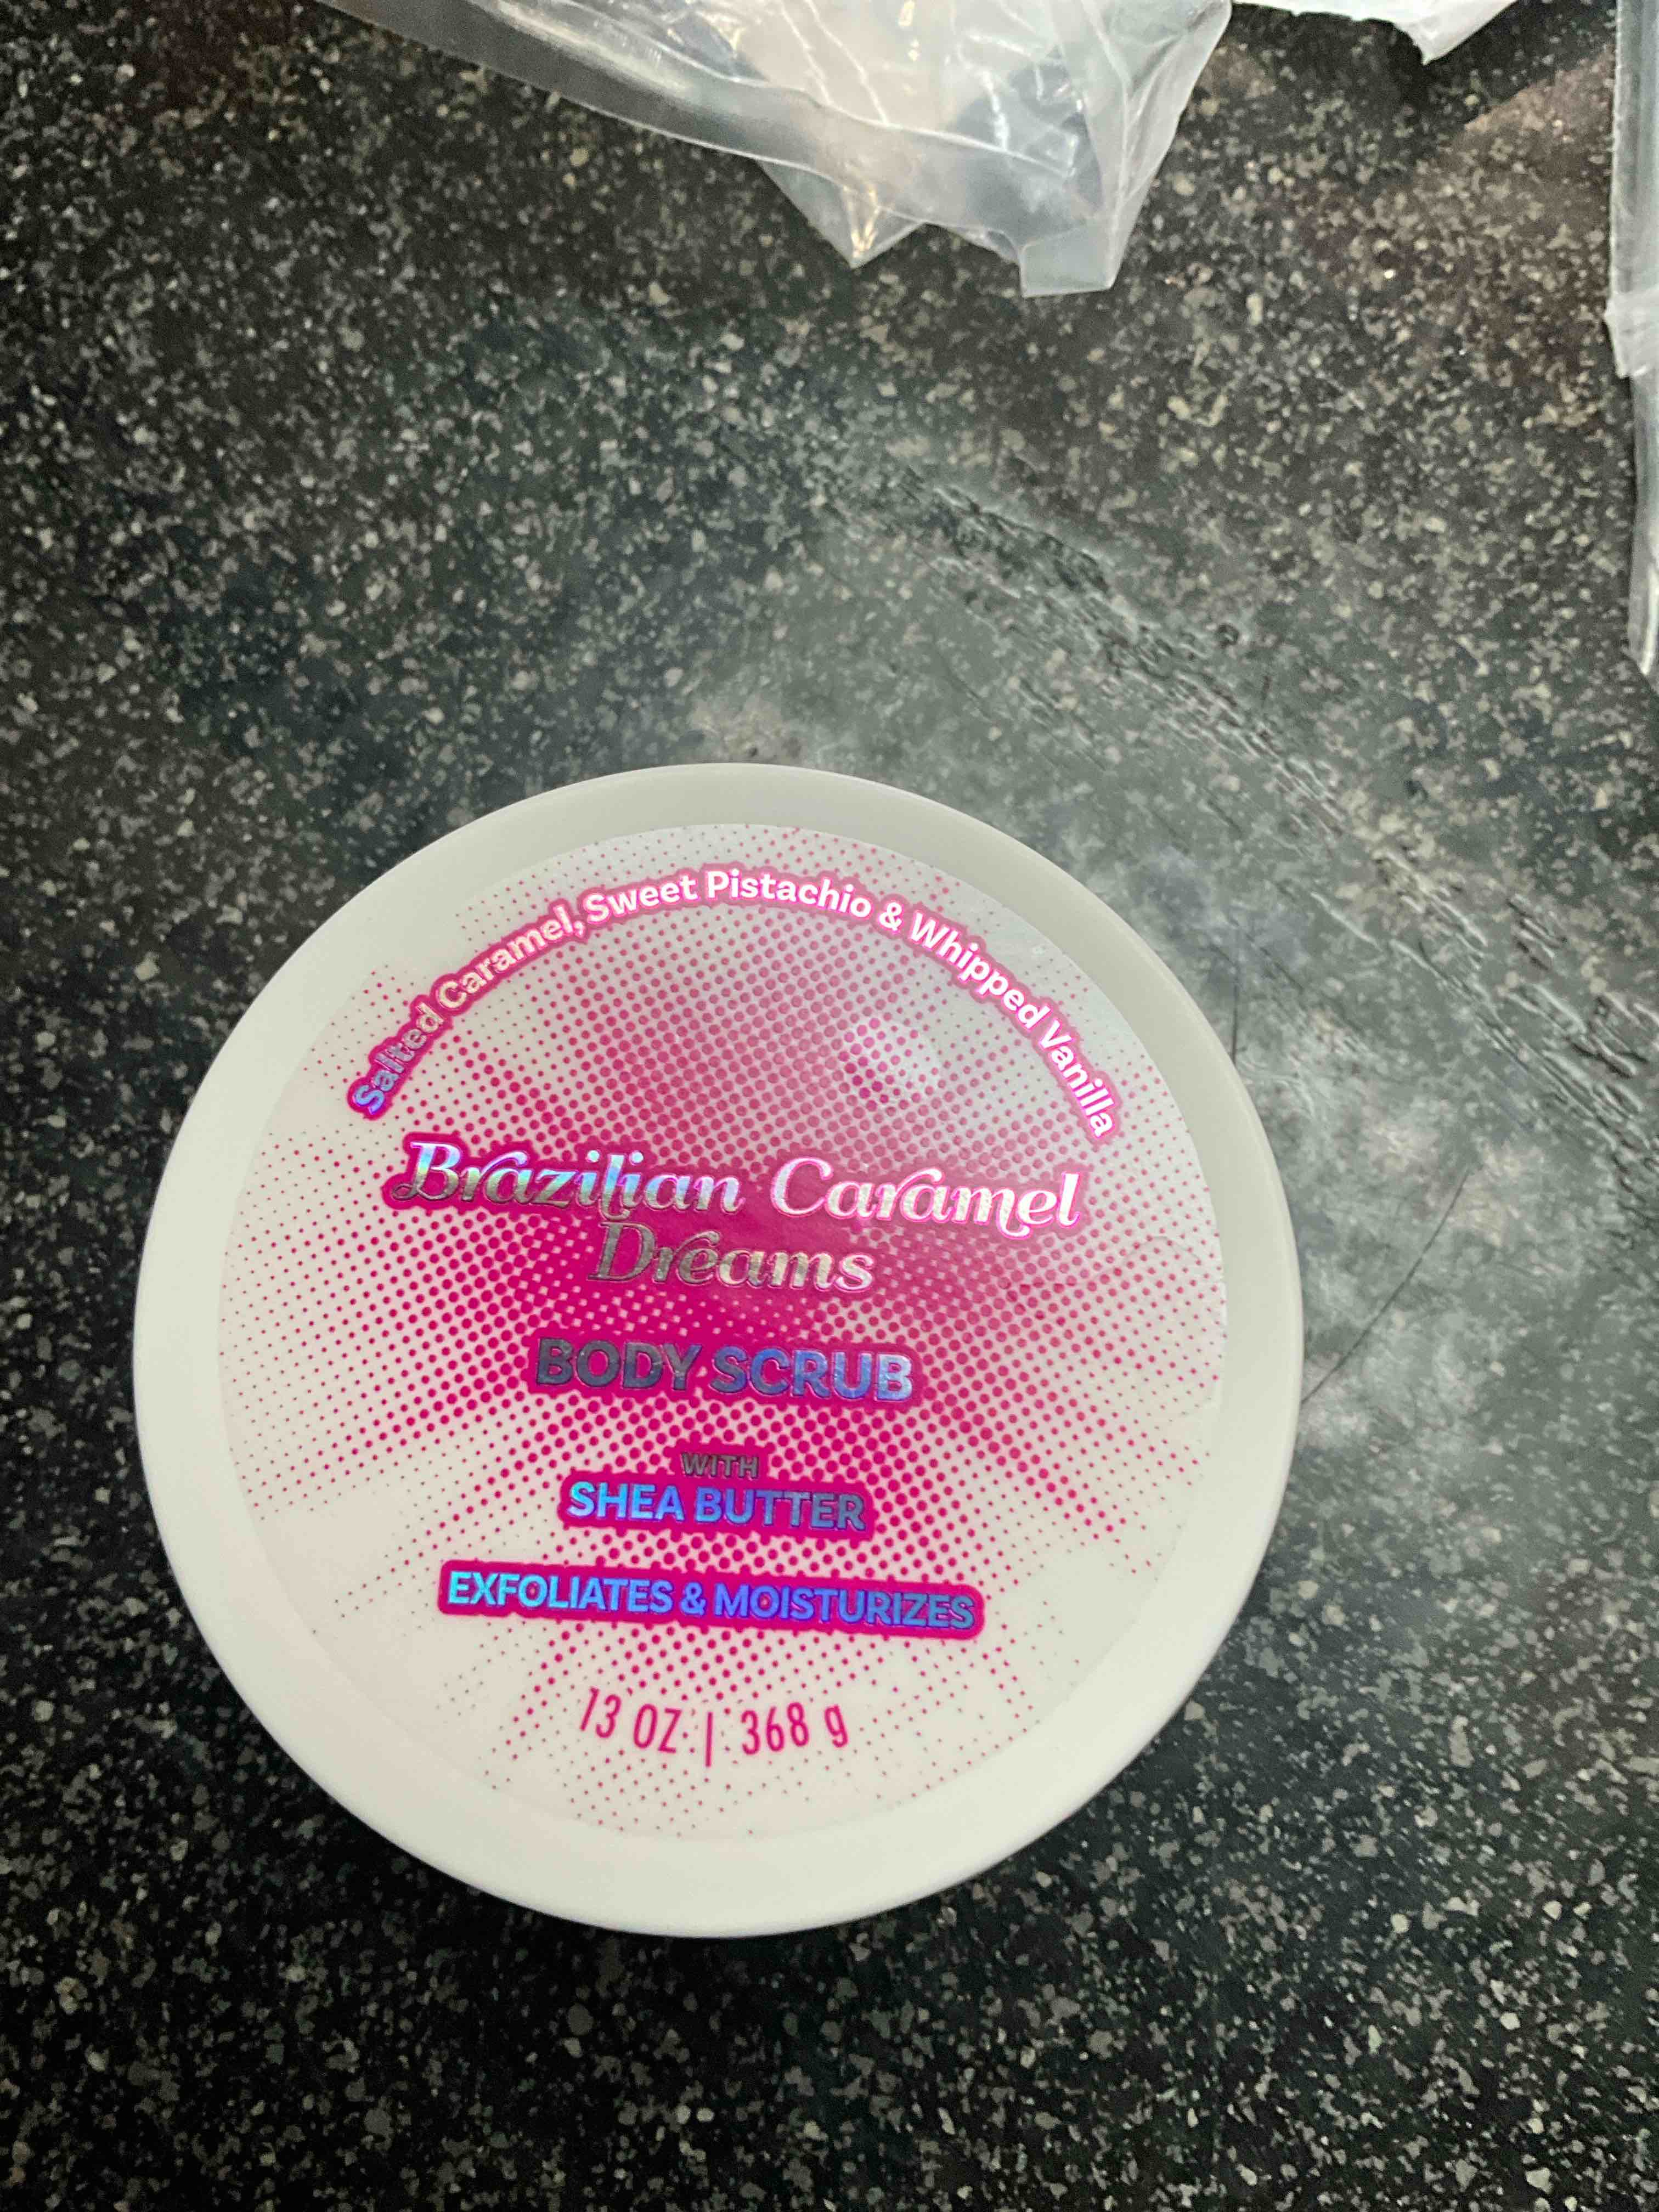 Salted Caramel, Sweet Pistachio & Whipped Vanilla
Brazilian Caramel
Dreams
BODY SCRUB
WITH
SHEA BUTTER
EXFOLIATES & MOISTURIZES
13 OZ | 368 g